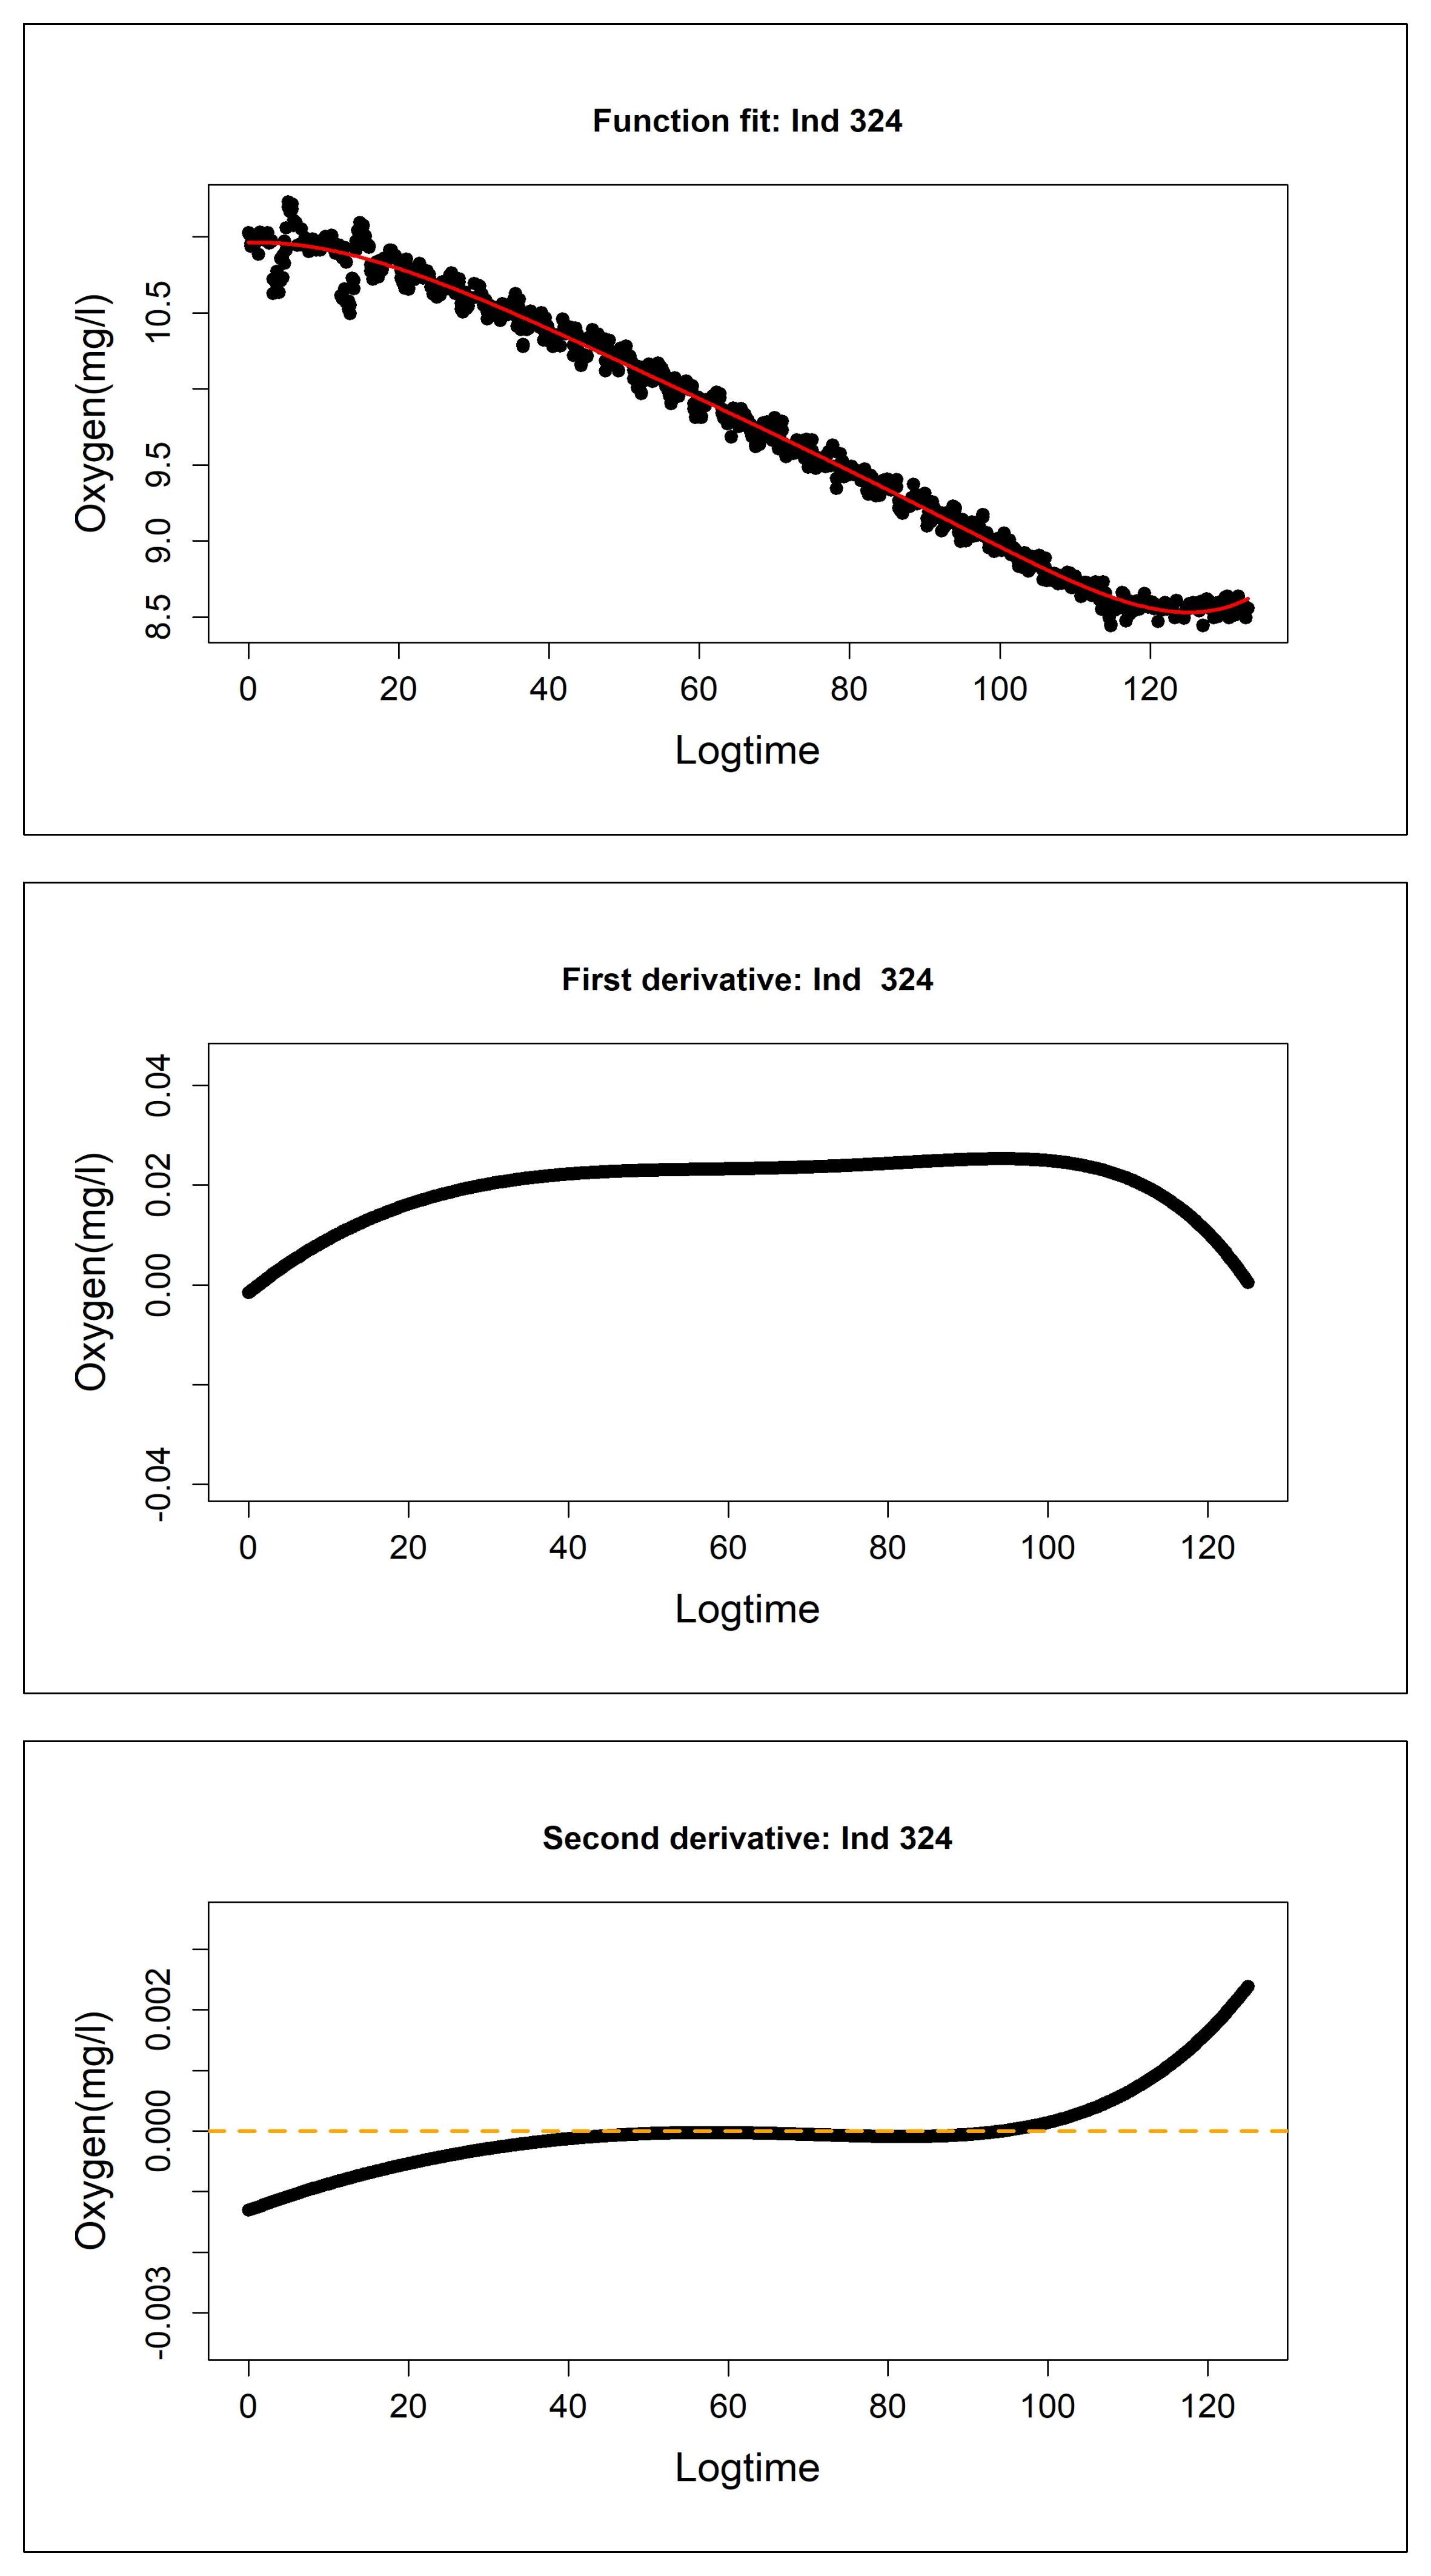 Function fit: Ind 324
Oxygen(mg/l)
10.5
9.5
9.0
8.5
0 20 40 60 80 100 120
Logtime
First derivative: Ind  324
Oxygen(mg/l)
0.04
0.02
0.00
-0.04
0 20 40 60 80 100 120
Logtime
Second derivative: Ind 324
Oxygen(mg/l)
0.002
0.000
-0.003
0 20 40 60 80 100 120
Logtime